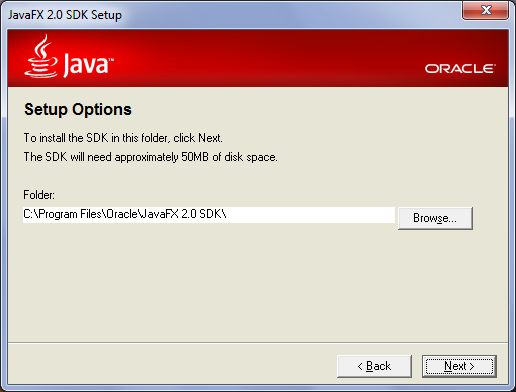 JavaFX 2.0 SDK Setup
Java™
ORACLE®
Setup Options
To install the SDK in this folder, click Next.
The SDK will need approximately 50MB of disk space.
Folder:
C:\Program Files\Oracle\JavaFX 2.0 SDK\
Browse...
< Back
Next >